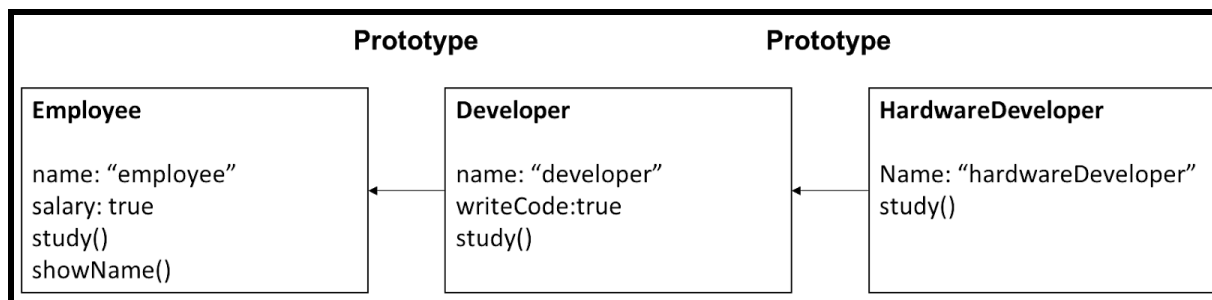 Prototype Prototype
Employee
name: “employee”
salary: true
study()
showName()
Developer
name: “developer”
writeCode:true
study()
HardwareDeveloper
Name: “hardwareDeveloper”
study()